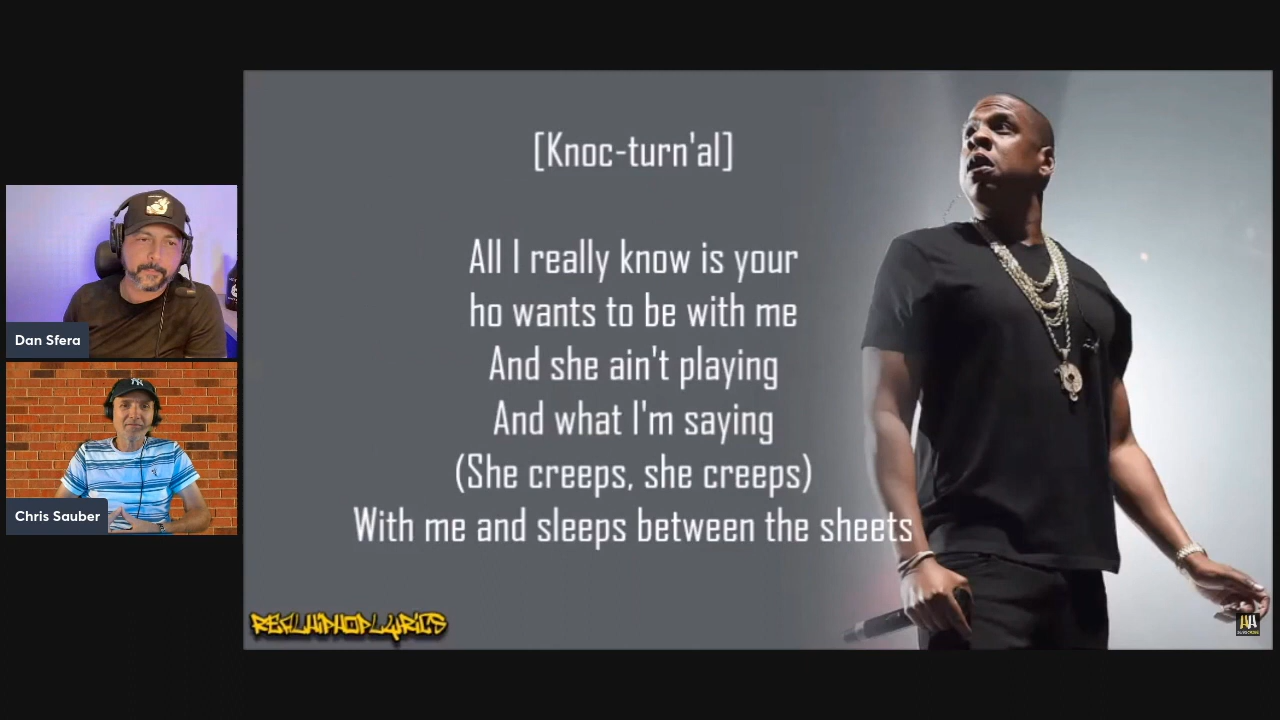 [Knoc-turn'al]
All I really know is your
ho wants to be with me
And she ain't playing
And what I'm saying
(She creeps, she creeps)
With me and sleeps between the sheets
REALHIPHOPLYRICS
Dan Sfera
Chris Sauber
SUBSCRIBE